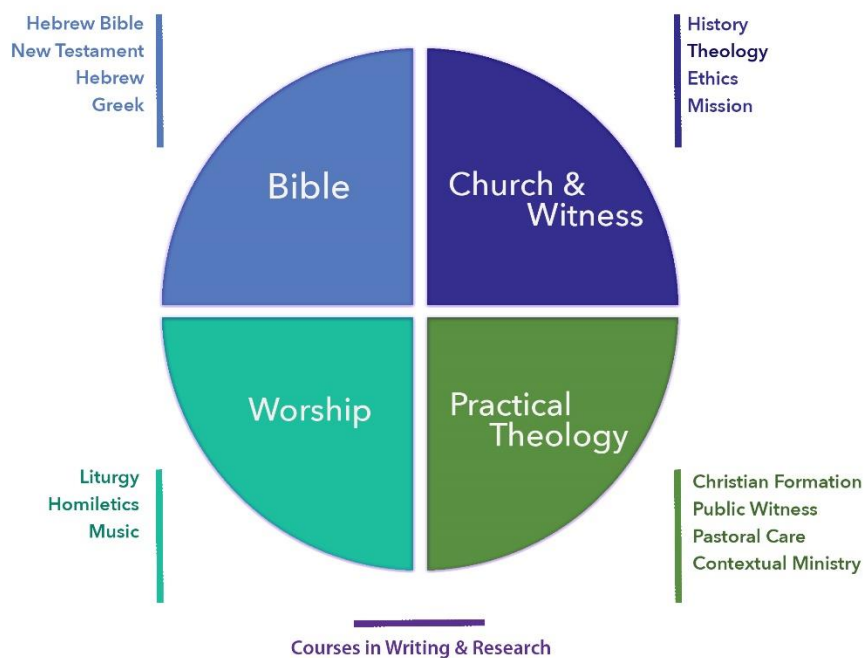 Hebrew Bible
New Testament
Hebrew
Greek
History
Theology
Ethics
Mission
Bible
Church &
Witness
Worship
Practical
Theology
Liturgy
Homiletics
Music
Christian Formation
Public Witness
Pastoral Care
Contextual Ministry
Courses in Writing & Research